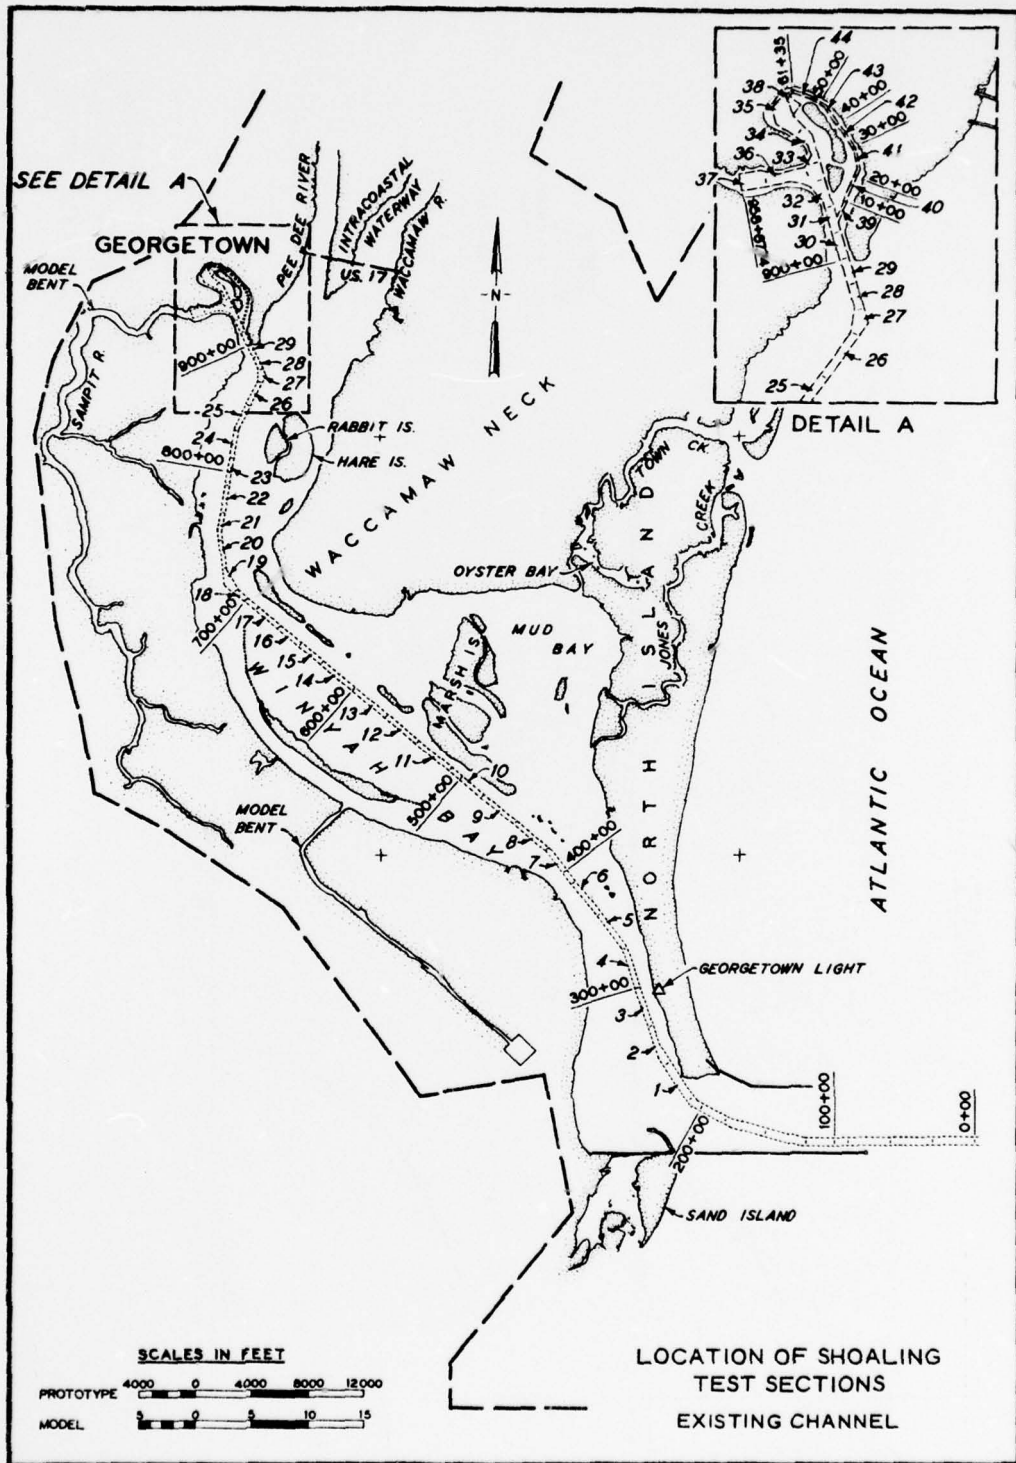 SEE DETAIL A
GEORGETOWN
MODEL
BENT
SAMPIT R.
PEE DEE RIVER
INTRACOASTAL
WATERWAY
WACCAMAW R.
U.S. 17
-N-
900+00
29
28
27
26
25
24
800+00
23
22
21
20
19
18
700+00
17
16
15
14
600+00
13
12
11
10
500+00
9
8
7
400+00
6
5
4
300+00
3
2
1
200+00
100+00
0+00
RABBIT IS.
HARE IS.
WACCAMAW NECK
OYSTER BAY
TOWN CK.
JONES CREEK
MUD
BAY
MARSH IS.
WINYAH BAY
NORTH ISLAND
ATLANTIC OCEAN
MODEL
BENT
GEORGETOWN LIGHT
SAND ISLAND
61+35
44
50+00
43
40+00
42
30+00
41
20+00
40
10+00
39
38
35
34
36
33
37
32
31
30
900+00
29
28
27
26
25
DETAIL A
SCALES IN FEET
PROTOTYPE 4000 0 4000 8000 12000
MODEL 5 0 5 10 15
LOCATION OF SHOALING
TEST SECTIONS
EXISTING CHANNEL